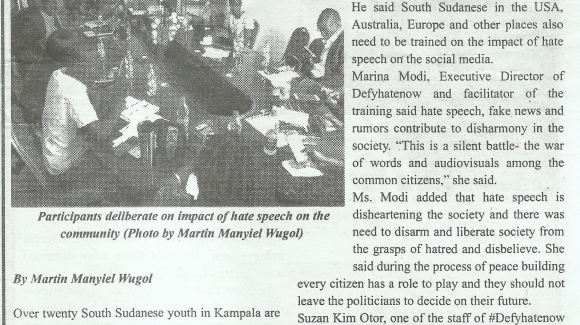 Participants deliberate on impact of hate speech on the
community (Photo by Martin Manyiel Wugol)
By Martin Manyiel Wugol
Over twenty South Sudanese youth in Kampala are
He said South Sudanese in the USA,
Australia, Europe and other places also
need to be trained on the impact of hate
speech on the social media.
Marina Modi, Executive Director of
Defyhatenow and facilitator of the
training said hate speech, fake news and
rumors contribute to disharmony in the
society. “This is a silent battle- the war
of words and audiovisuals among the
common citizens,” she said.
Ms. Modi added that hate speech is
disheartening the society and there was
need to disarm and liberate society from
the grasps of hatred and disbelieve. She
said during the process of peace building
every citizen has a role to play and they should not
leave the politicians to decide on their future.
Suzan Kim Otor, one of the staff of #Defyhatenow